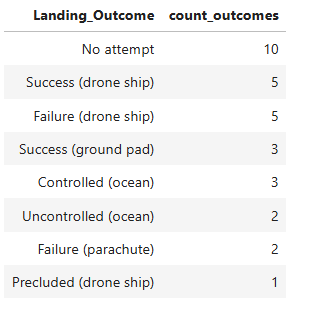 Landing_Outcome count_outcomes
No attempt 10
Success (drone ship) 5
Failure (drone ship) 5
Success (ground pad) 3
Controlled (ocean) 3
Uncontrolled (ocean) 2
Failure (parachute) 2
Precluded (drone ship) 1